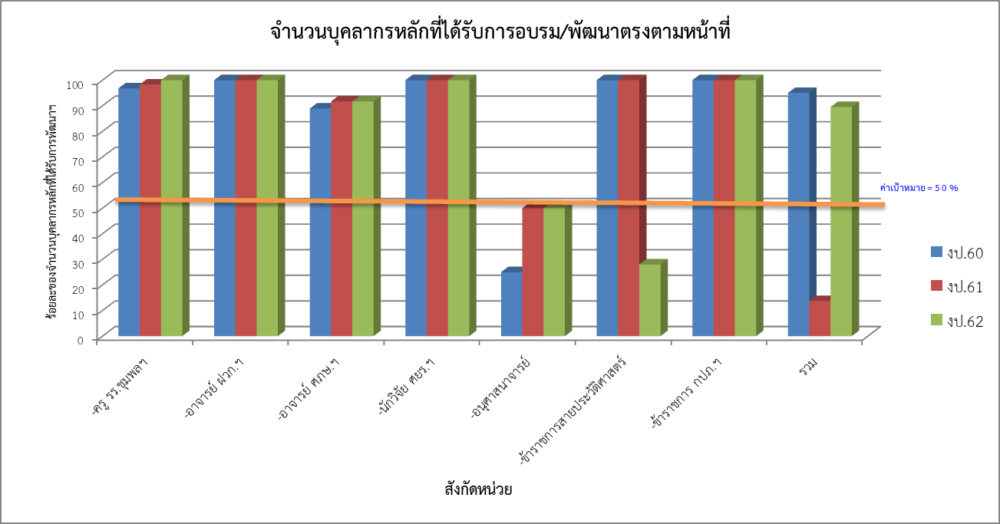 จำนวนบุคลากรหลักที่ได้รับการอบรม/พัฒนาตรงตามหน้าที่
ร้อยละของจำนวนบุคลากรหลักที่ได้รับการพัฒนาฯ
100
90
80
70
60
50
40
30
20
10
0
ค่าเป้าหมาย = 5 0 %
งป.60
งป.61
งป.62
-ครู รร.ชุมพลฯ
-อาจารย์ ฝวก.ฯ
-อาจารย์ ศภษ.ฯ
-นักวิจัย ศยร.ฯ
-อนุศาสนาจารย์
-ข้าราชการสายประวัติศาสตร์
-ข้าราชการ กปภ.ฯ
รวม
สังกัดหน่วย